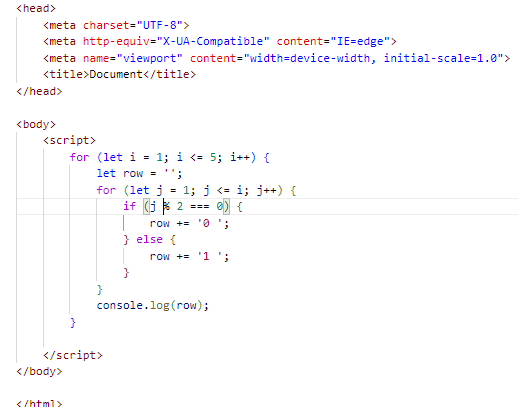 <head>
<meta charset="UTF-8">
<meta http-equiv="X-UA-Compatible" content="IE=edge">
<meta name="viewport" content="width=device-width, initial-scale=1.0">
<title>Document</title>
</head>
<body>
<script>
for (let i = 1; i <= 5; i++) {
let row = '';
for (let j = 1; j <= i; j++) {
if (j % 2 === 0) {
row += '0 ';
} else {
row += '1 ';
}
}
console.log(row);
}
</script>
</body>
</html>